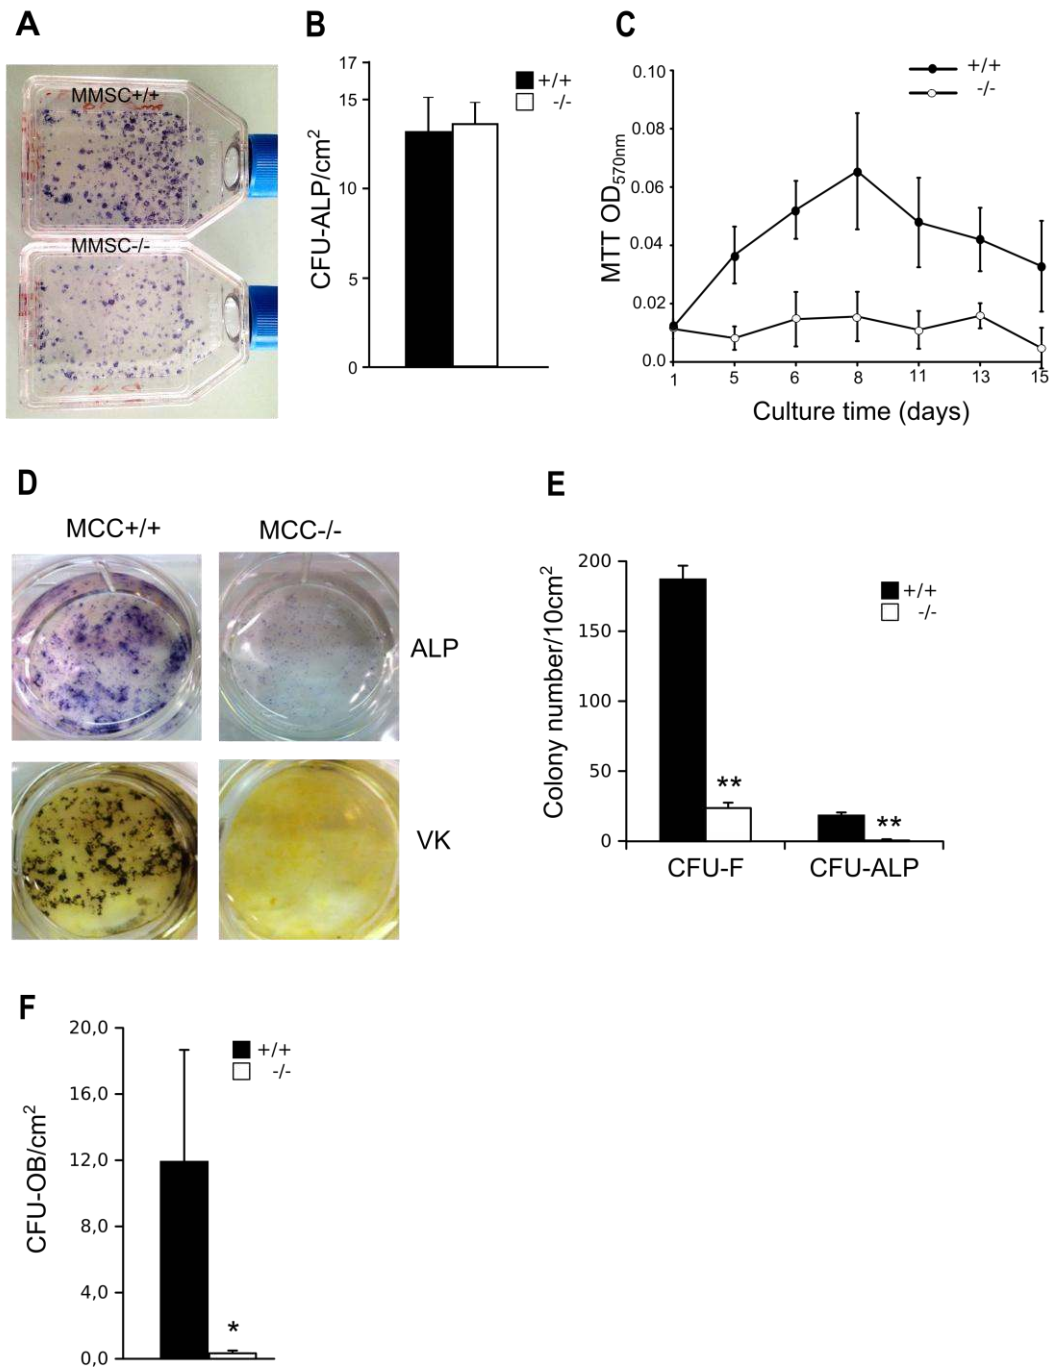 A
MMSC+/+
MMSC-/-
B
17
15
10
5
0
CFU-ALP/cm2
+/+
-/-
C
0.10
0.08
0.06
0.04
0.02
0.0
MTT OD570nm
+/+
-/-
1 5 6 8 11 13 15
Culture time (days)
D
MCC+/+ MCC-/-
ALP
VK
E
200
150
100
50
0
Colony number/10cm2
+/+
-/-
**
**
CFU-F CFU-ALP
F
20,0
16,0
12,0
8,0
4,0
0,0
CFU-OB/cm2
+/+
-/-
*